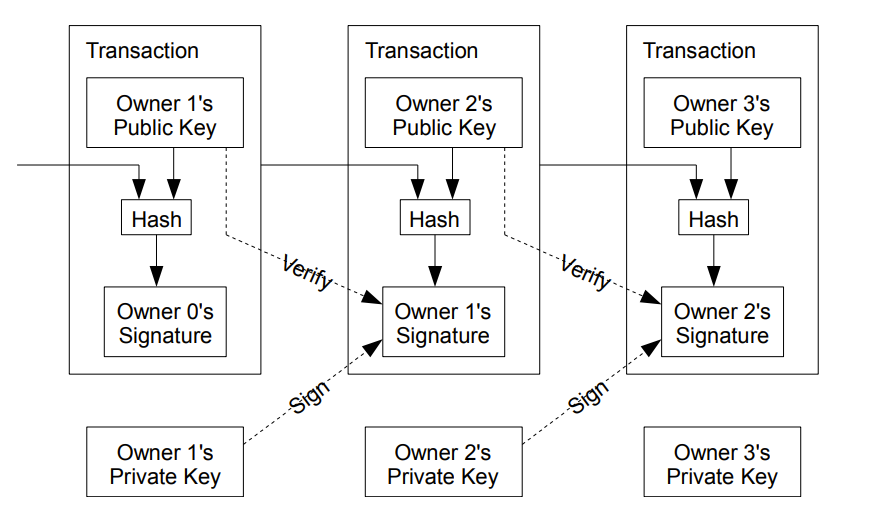 Transaction
Transaction
Transaction
Owner 1's
Public Key
Owner 2's
Public Key
Owner 3's
Public Key
Hash
Hash
Hash
Verify
Verify
Owner 0's
Signature
Owner 1's
Signature
Owner 2's
Signature
Sign
Sign
Owner 1's
Private Key
Owner 2's
Private Key
Owner 3's
Private Key